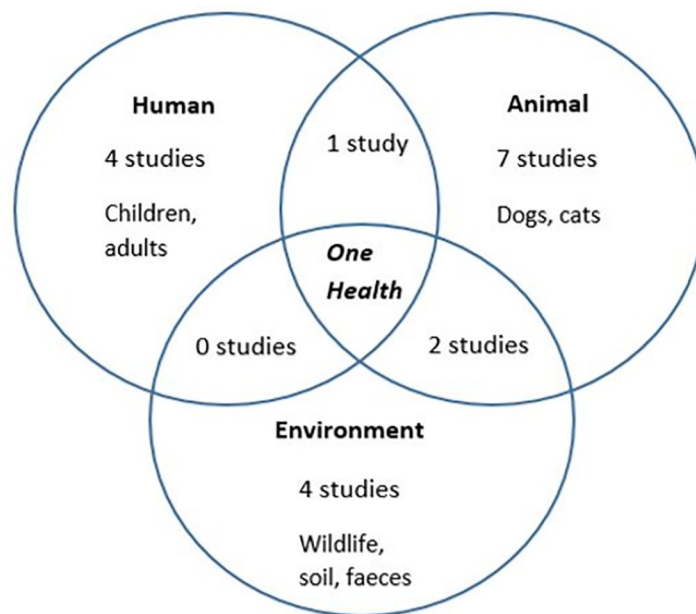 Human
4 studies
Children,
adults
1 study
Animal
7 studies
Dogs, cats
One
Health
0 studies
2 studies
Environment
4 studies
Wildlife,
soil, faeces